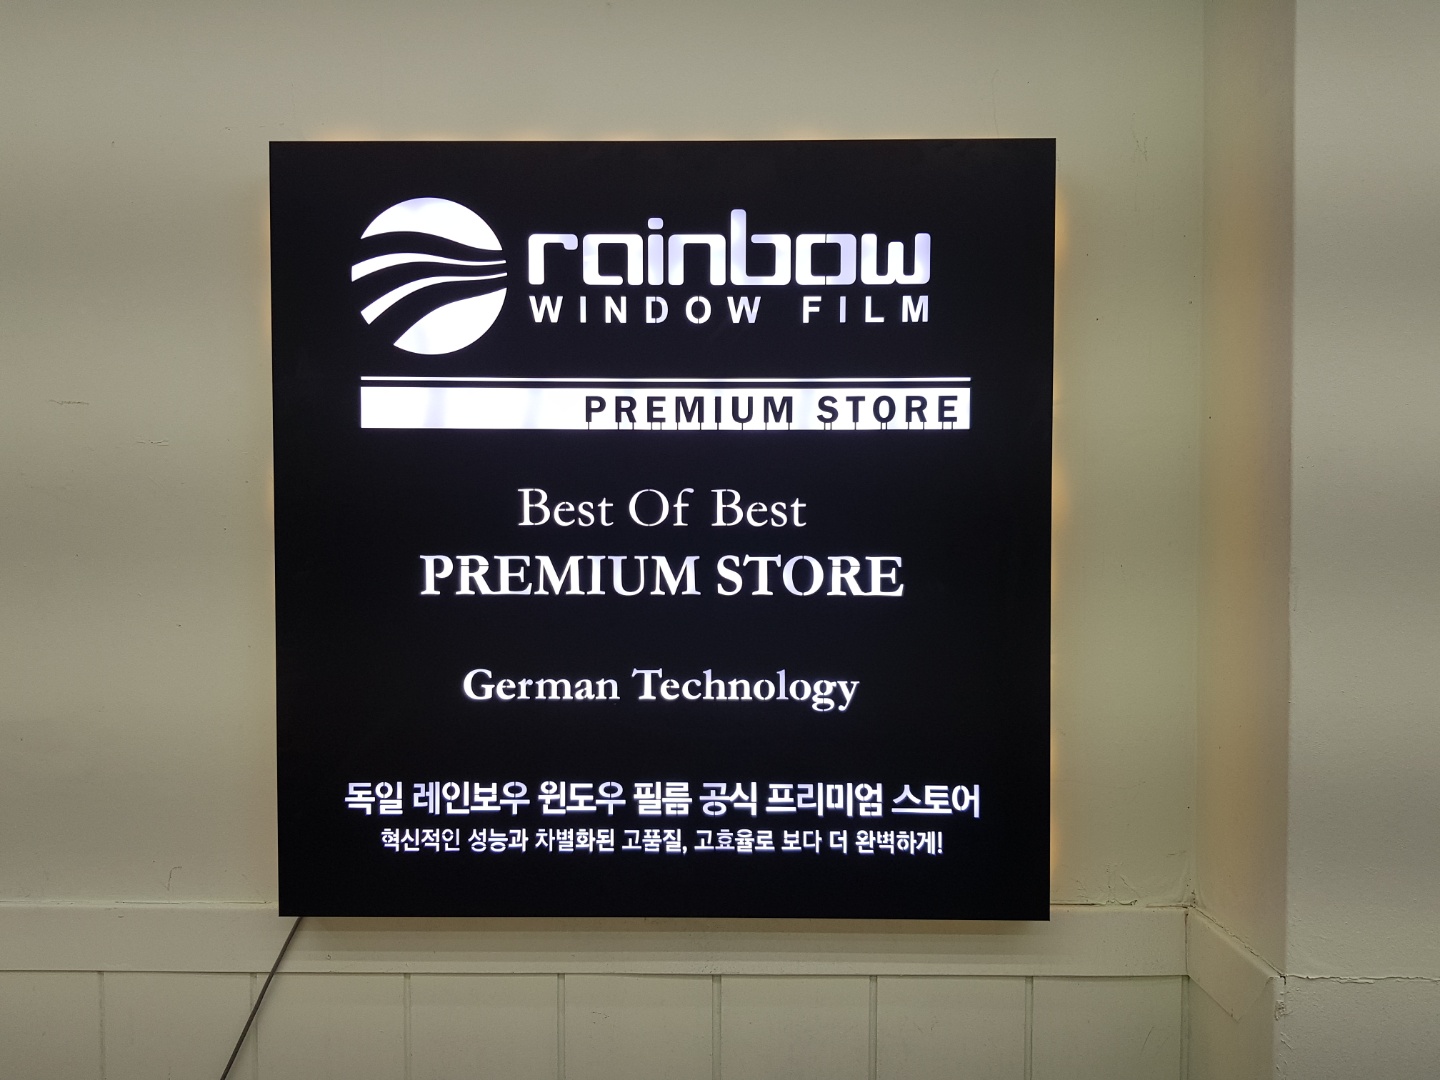 rainbow
WINDOW FILM
PREMIUM STORE
Best Of Best
PREMIUM STORE
German Technology
독일 레인보우 윈도우 필름 공식 프리미엄 스토어
혁신적인 성능과 차별화된 고품질, 고효율로 보다 더 완벽하게!